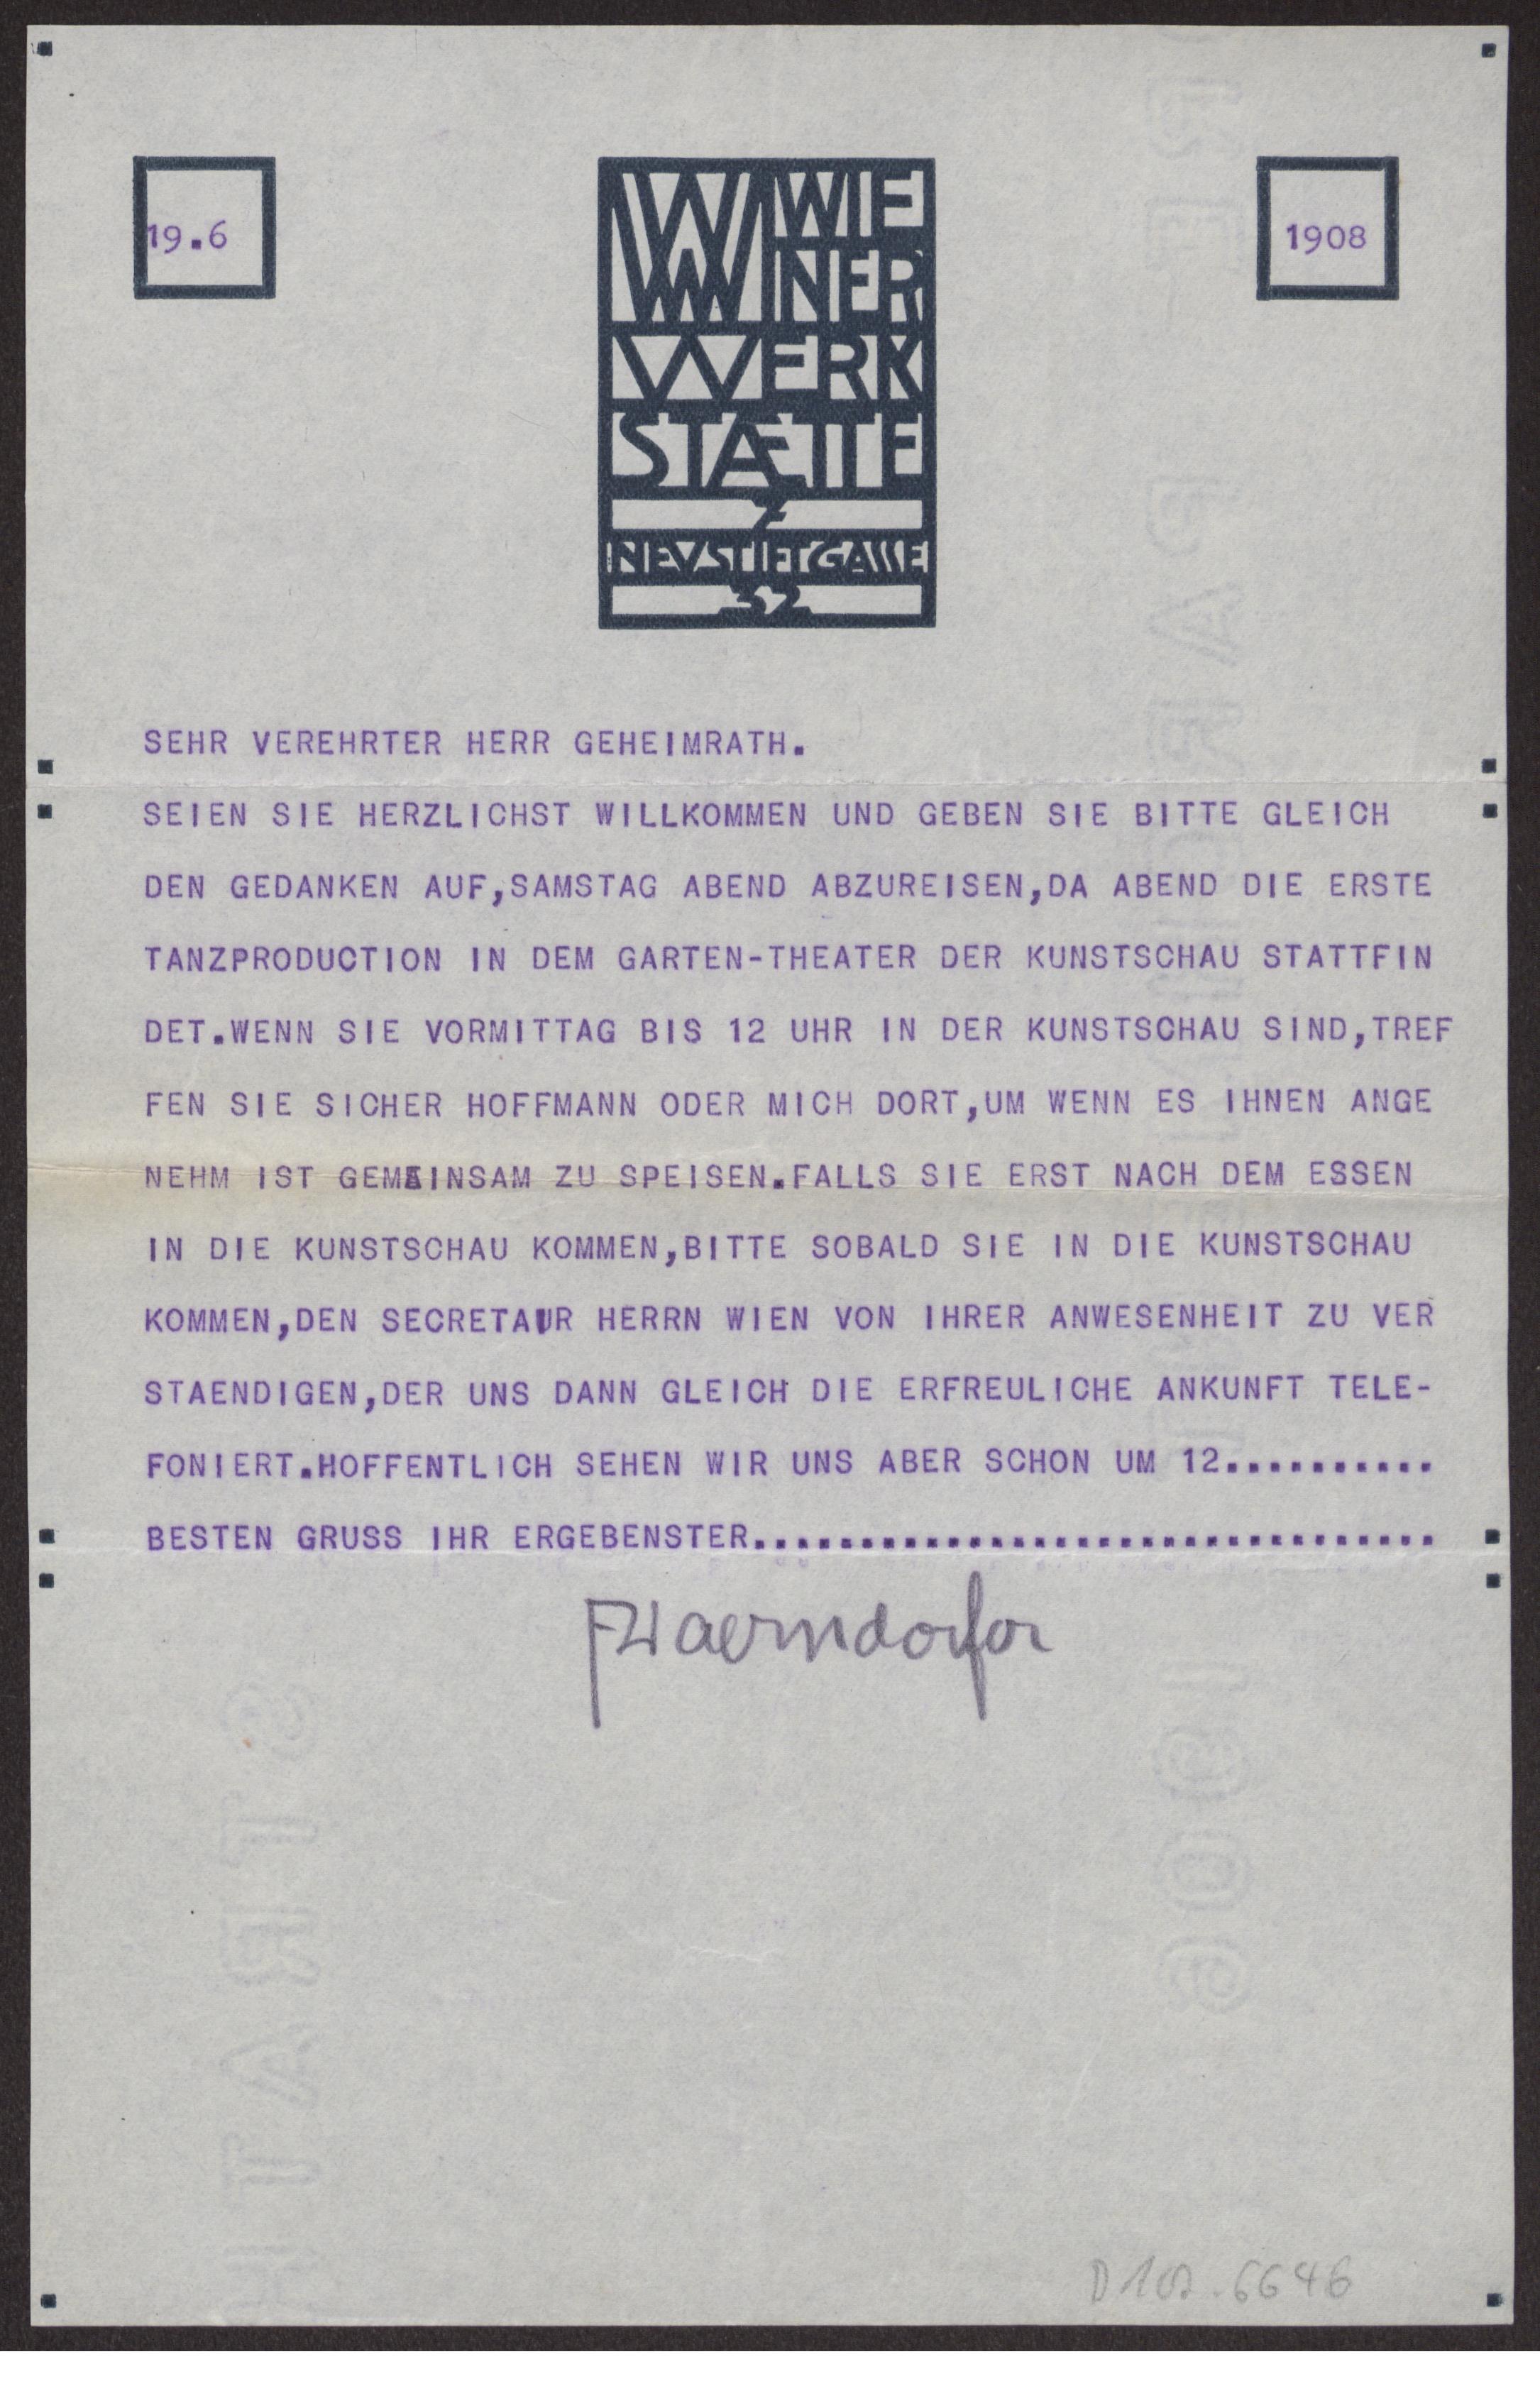 19.6
WIE
NER
WERK
STÆTTE
7
NEVSTIFTGASSE
32
1908
SEHR VEREHRTER HERR GEHEIMRATH.
SEIEN SIE HERZLICHST WILLKOMMEN UND GEBEN SIE BITTE GLEICH
DEN GEDANKEN AUF,SAMSTAG ABEND ABZUREISEN,DA ABEND DIE ERSTE
TANZPRODUCTION IN DEM GARTEN-THEATER DER KUNSTSCHAU STATTFIN
DET.WENN SIE VORMITTAG BIS 12 UHR IN DER KUNSTSCHAU SIND,TREF
FEN SIE SICHER HOFFMANN ODER MICH DORT,UM WENN ES IHNEN ANGE
NEHM IST GEMEINSAM ZU SPEISEN.FALLS SIE ERST NACH DEM ESSEN
IN DIE KUNSTSCHAU KOMMEN,BITTE SOBALD SIE IN DIE KUNSTSCHAU
KOMMEN,DEN SECRETAUR HERRN WIEN VON IHRER ANWESENHEIT ZU VER
STAENDIGEN,DER UNS DANN GLEICH DIE ERFREULICHE ANKUNFT TELE-
FONIERT.HOFFENTLICH SEHEN WIR UNS ABER SCHON UM 12..........
BESTEN GRUSS IHR ERGEBENSTER................................
FWaerndorfer